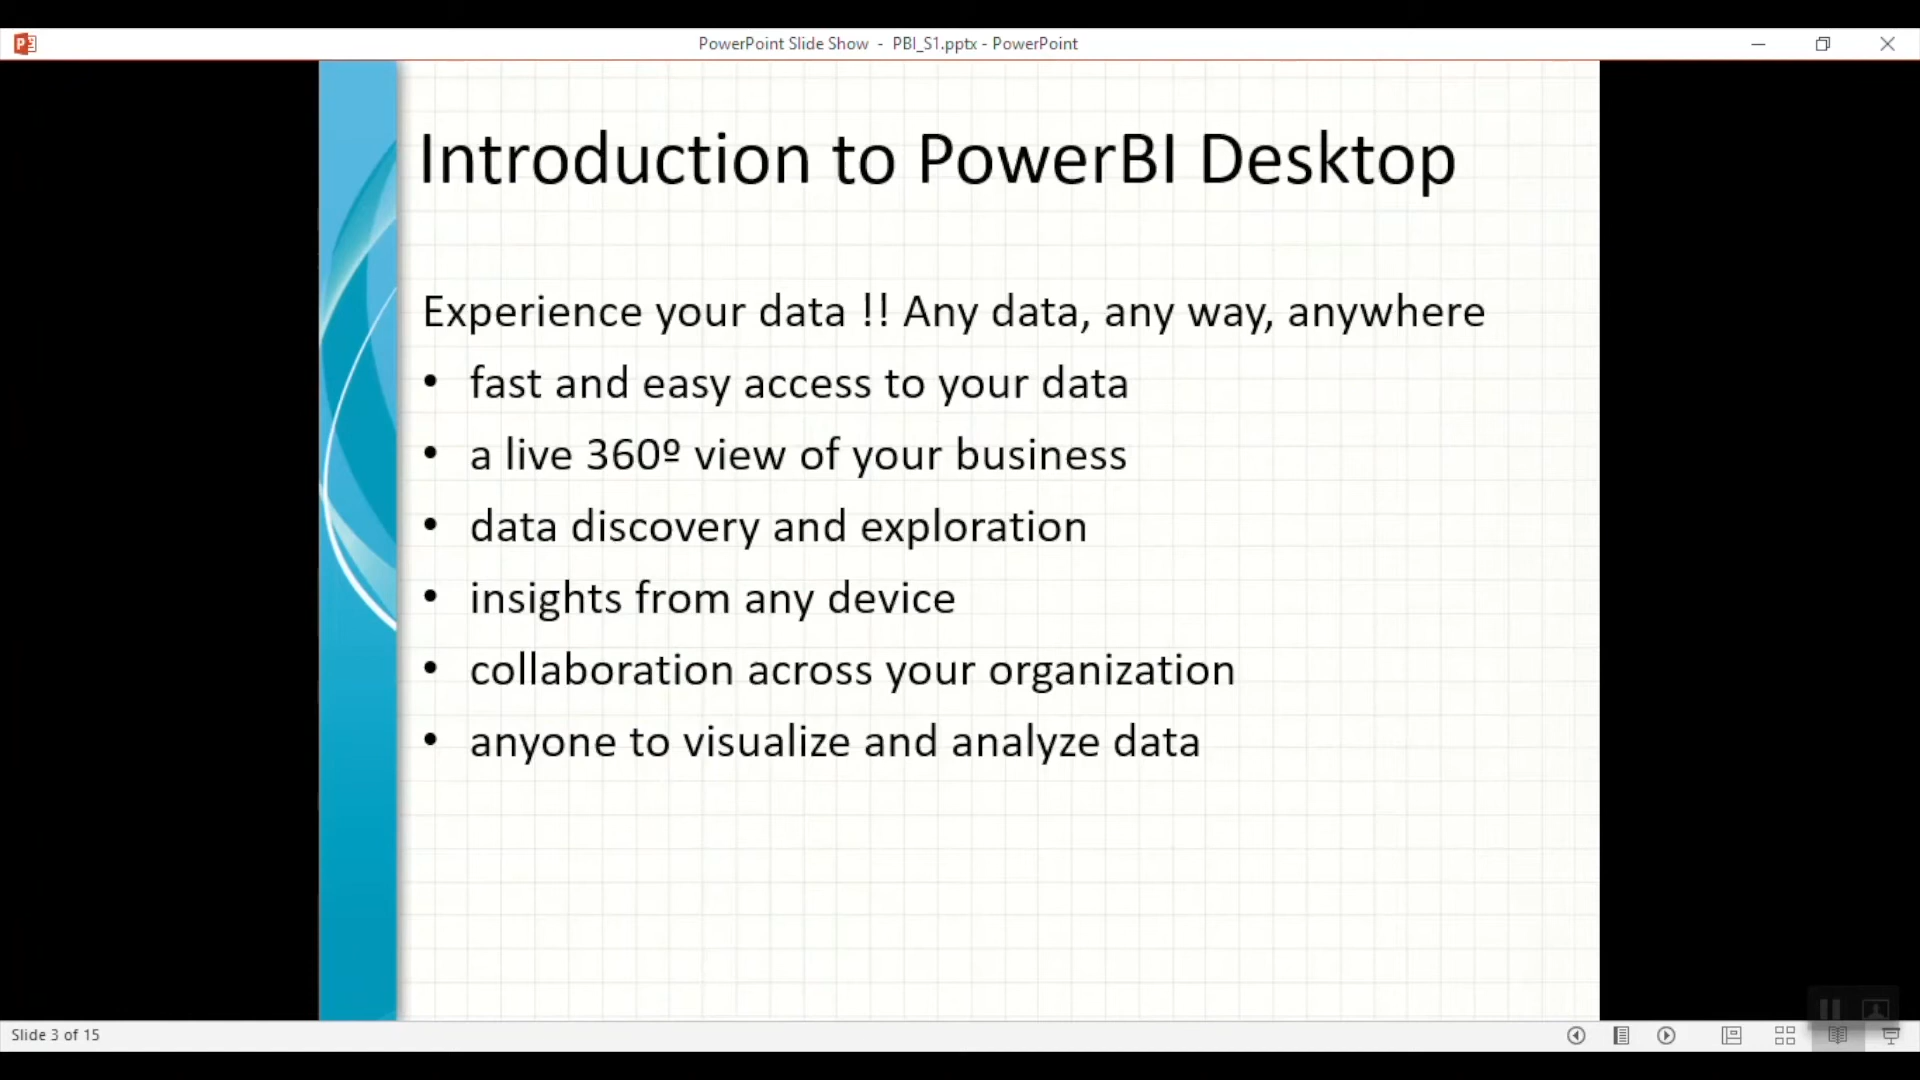 PowerPoint Slide Show - PBI_S1.pptx - PowerPoint
Introduction to PowerBI Desktop
Experience your data !! Any data, any way, anywhere
• fast and easy access to your data
• a live 360º view of your business
• data discovery and exploration
• insights from any device
• collaboration across your organization
• anyone to visualize and analyze data
Slide 3 of 15